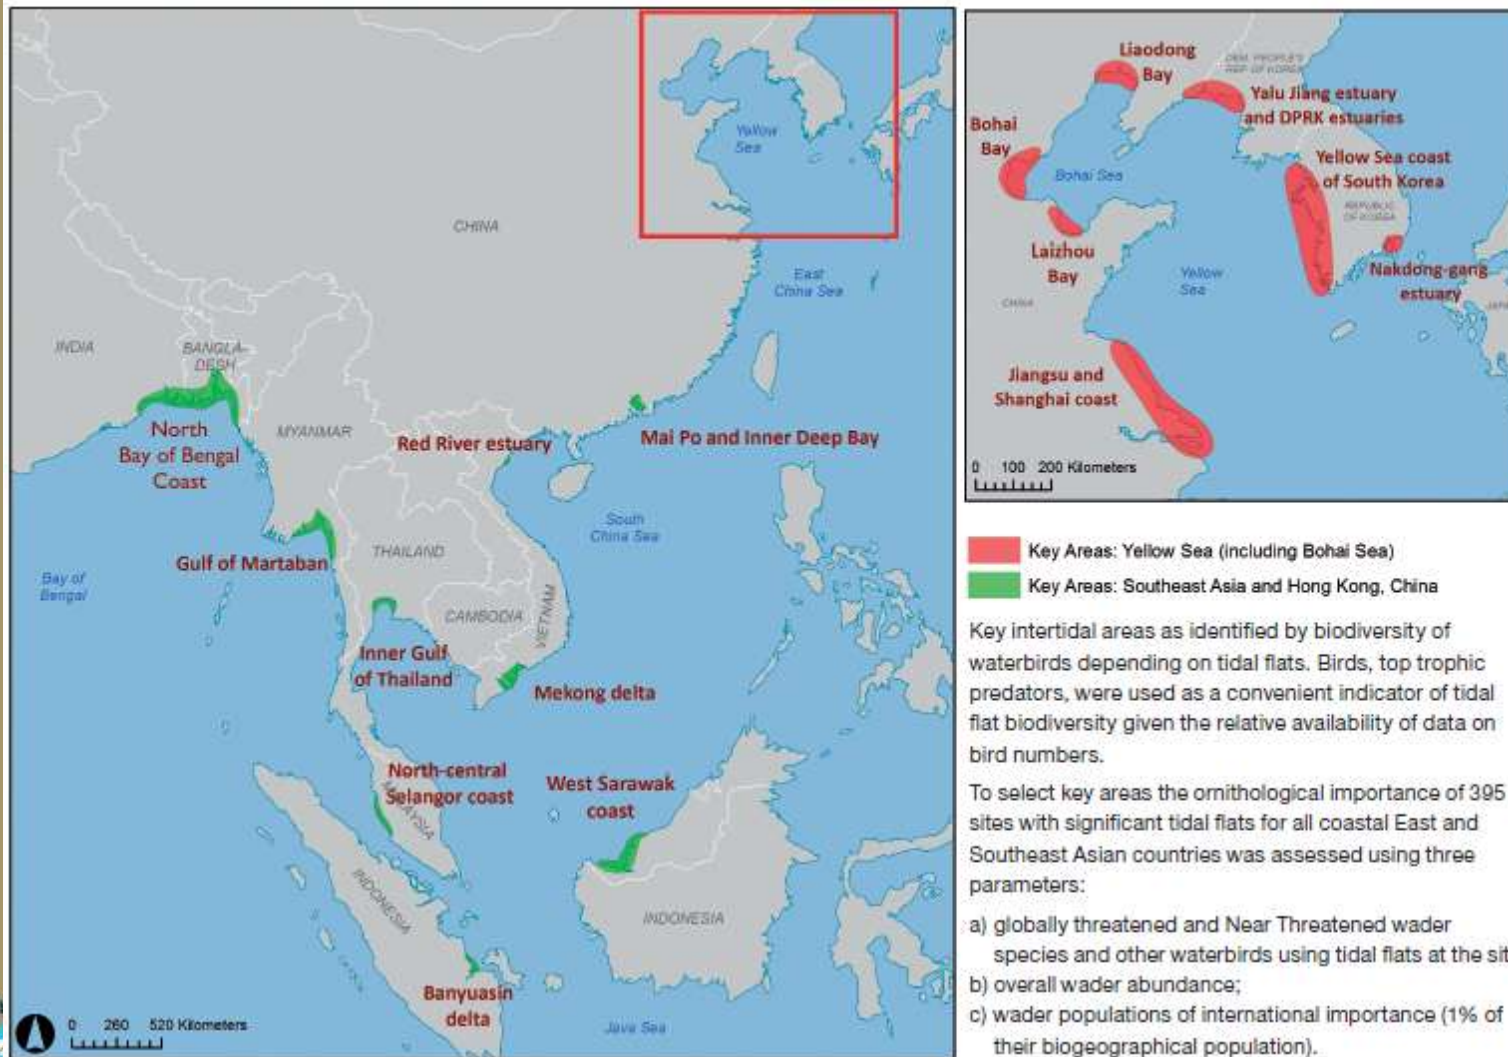 CHINA
Yellow
Sea
East
China Sea
INDIA
BANGLA-
DESH
North
Bay of Bengal
Coast
MYANMAR
Red River estuary
Mai Po and Inner Deep Bay
Gulf of Martaban
THAILAND
South
China Sea
Bay of
Bengal
CAMBODIA
VIETNAM
Inner Gulf
of Thailand
Mekong delta
North-central
Selangor coast
MALAYSIA
West Sarawak
coast
INDONESIA
INDONESIA
Banyuasin
delta
Java Sea
0 260 520 Kilometers
Liaodong
Bay
DEM. PEOPLE'S
REP. OF KOREA
Yalu Jiang estuary
and DPRK estuaries
Bohai
Bay
Bohai Sea
Yellow Sea coast
of South Korea
REPUBLIC
OF KOREA
Laizhou
Bay
Yellow
Sea
Nakdong-gang
estuary
CHINA
Jiangsu and
Shanghai coast
0 100 200 Kilometers
Key Areas: Yellow Sea (including Bohai Sea)
Key Areas: Southeast Asia and Hong Kong, China
Key intertidal areas as identified by biodiversity of
waterbirds depending on tidal flats. Birds, top trophic
predators, were used as a convenient indicator of tidal
flat biodiversity given the relative availability of data on
bird numbers.
To select key areas the ornithological importance of 395
sites with significant tidal flats for all coastal East and
Southeast Asian countries was assessed using three
parameters:
a) globally threatened and Near Threatened wader
species and other waterbirds using tidal flats at the sit
b) overall wader abundance;
c) wader populations of international importance (1% of
their biogeographical population).